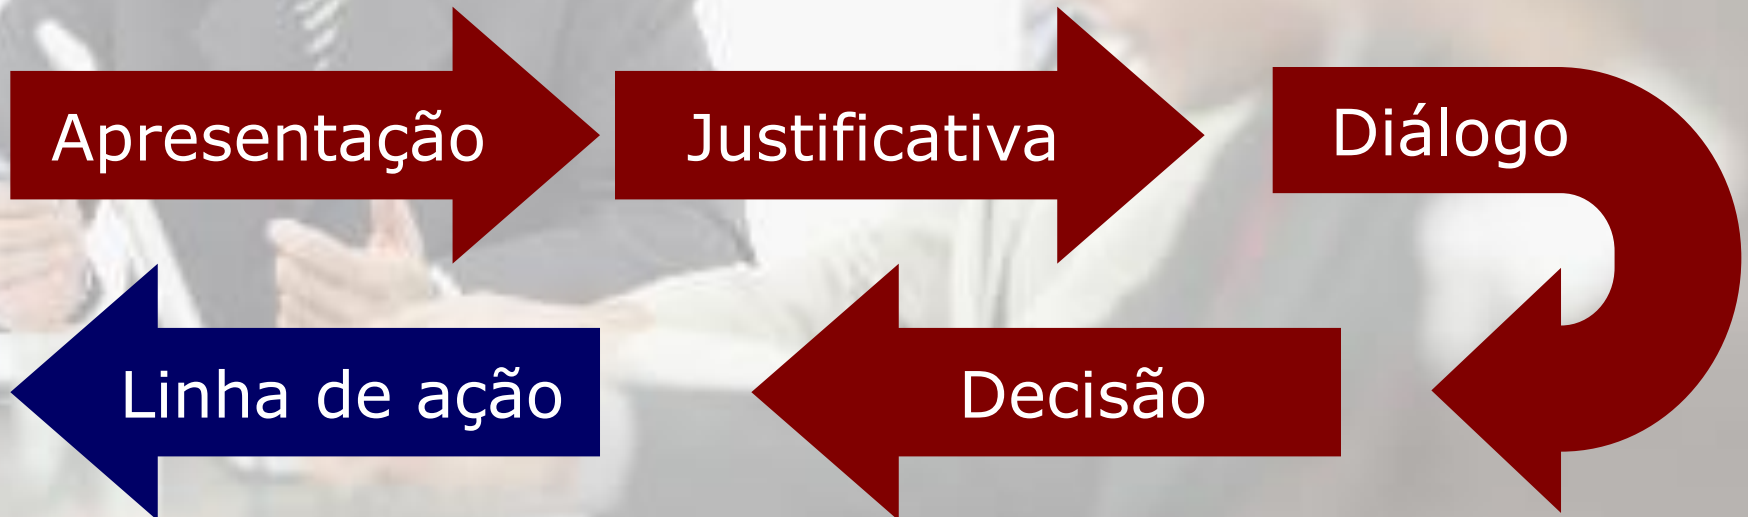 Apresentação
Justificativa
Diálogo
Decisão
Linha de ação